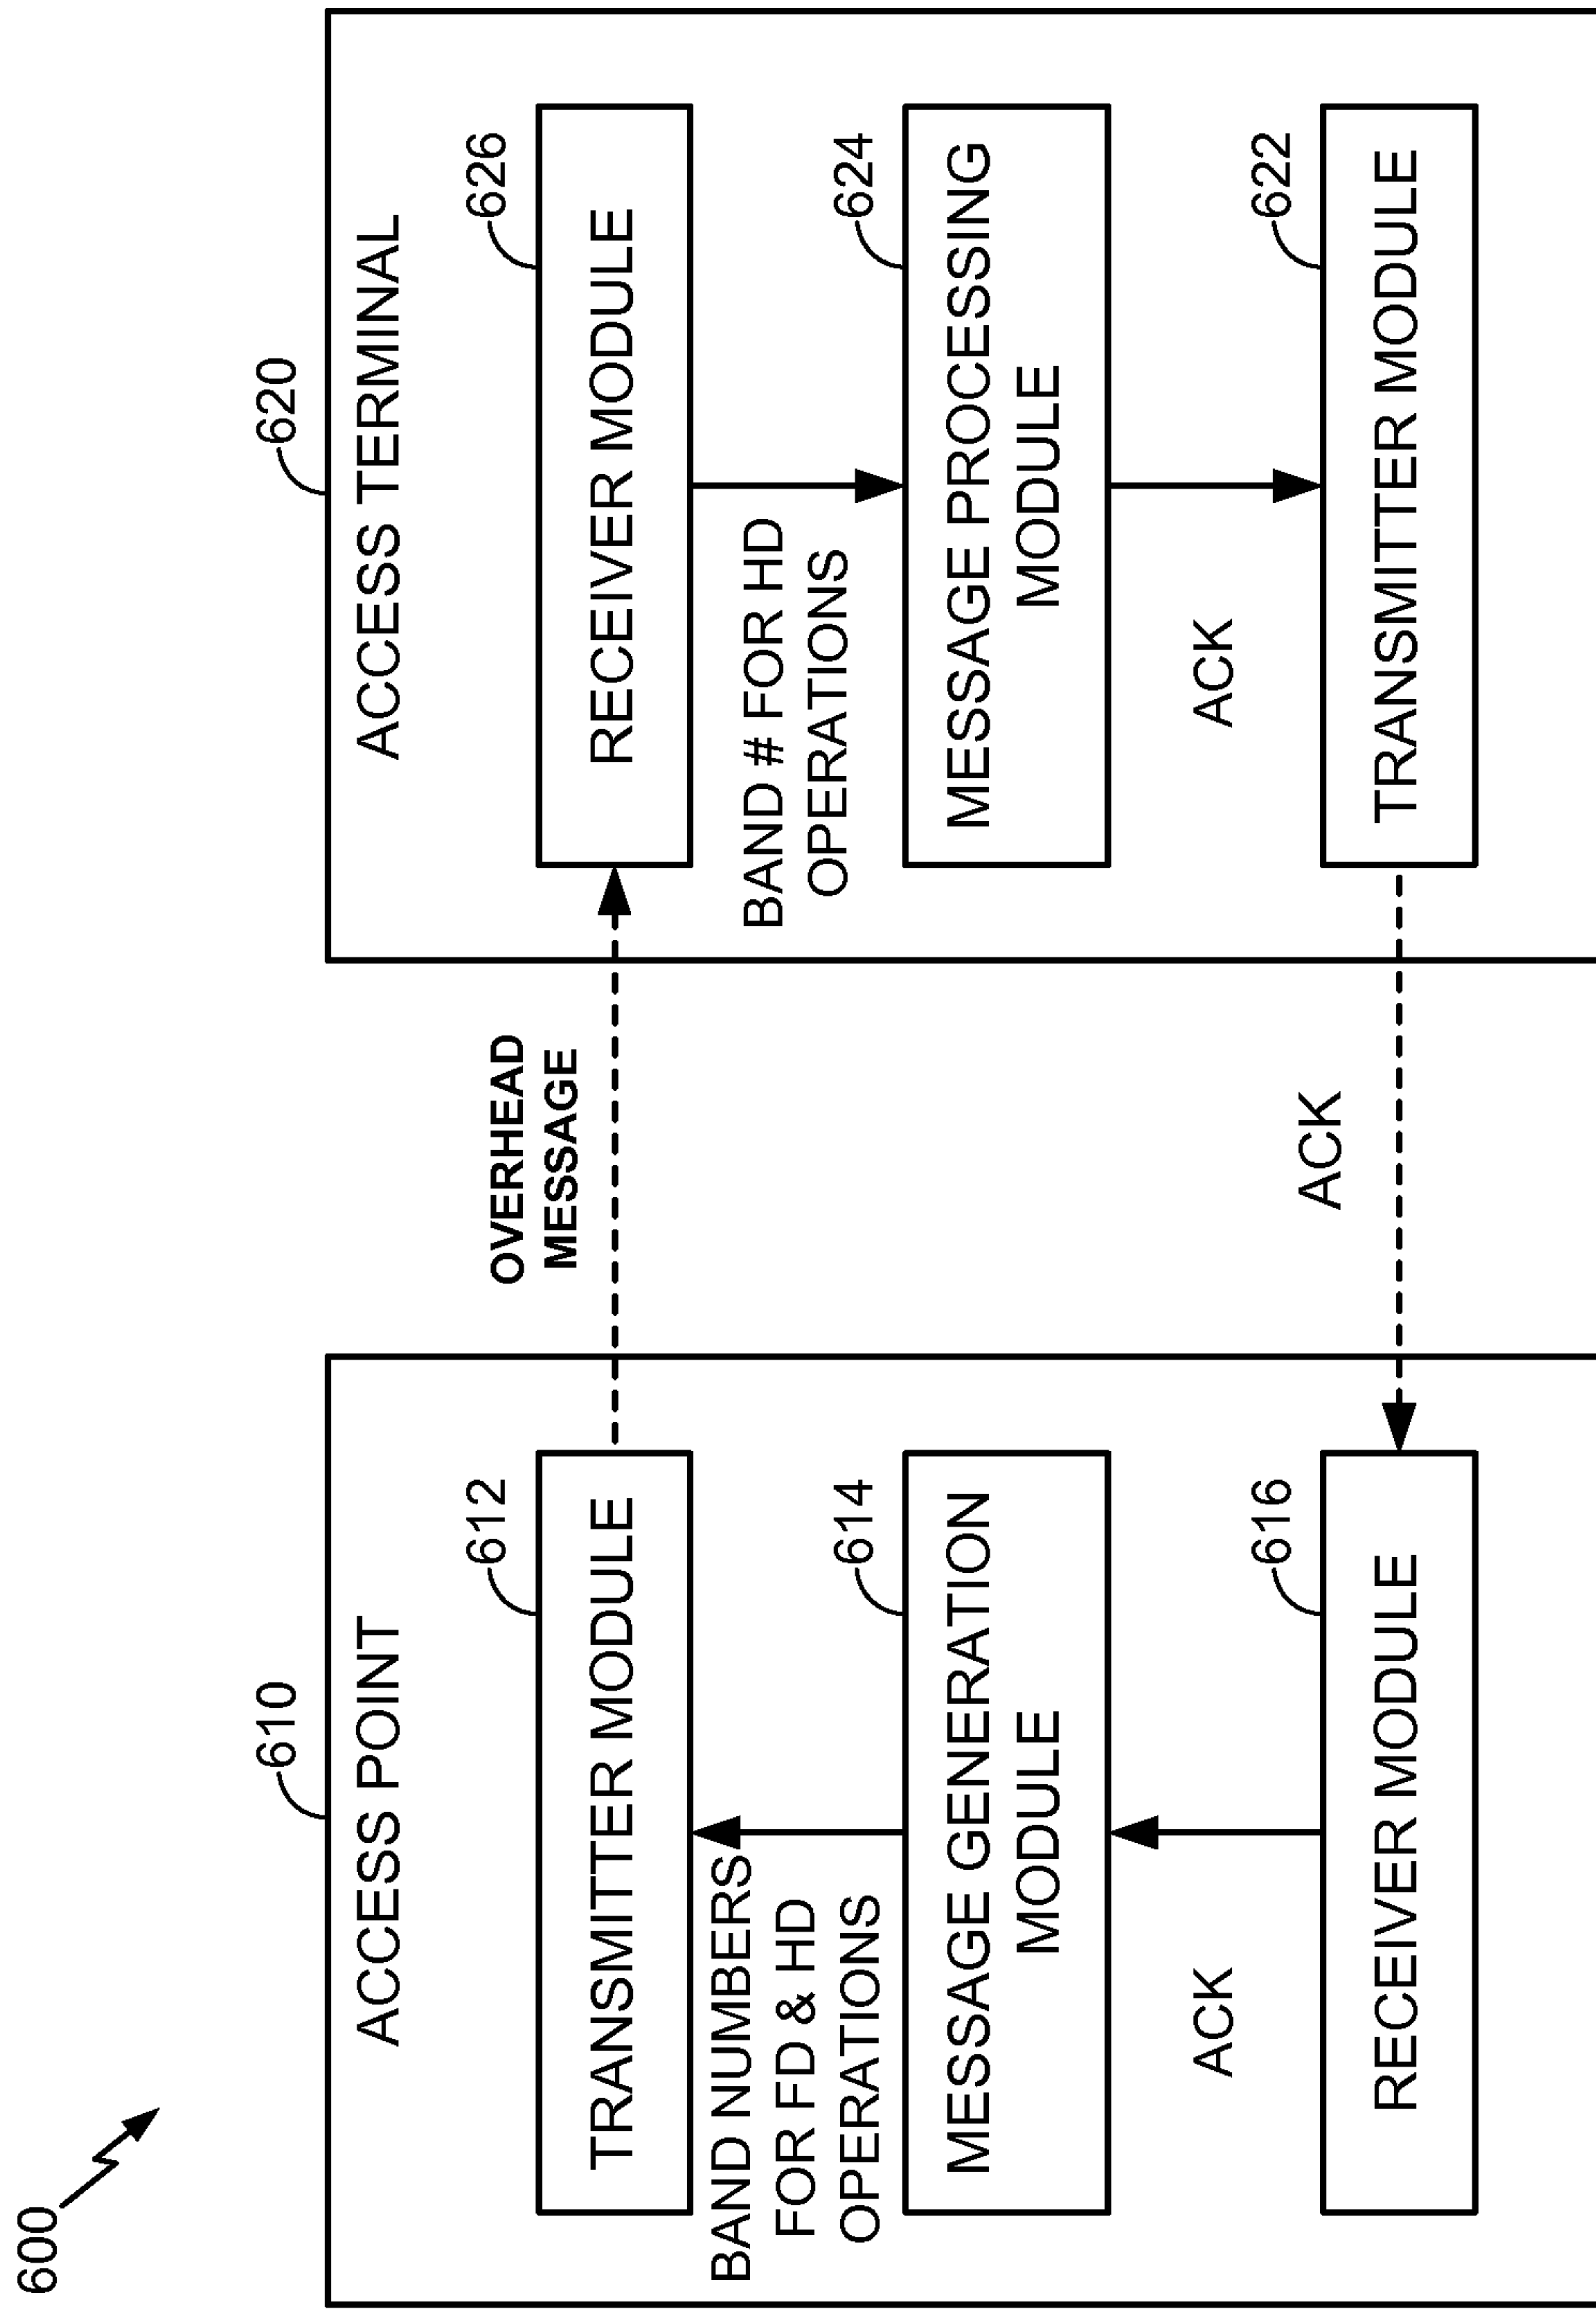 600
610
ACCESS POINT
612
TRANSMITTER MODULE
BAND NUMBERS
FOR FD & HD
OPERATIONS
614
MESSAGE GENERATION
MODULE
ACK
616
RECEIVER MODULE
OVERHEAD
MESSAGE
ACK
620
ACCESS TERMINAL
626
RECEIVER MODULE
BAND # FOR HD
OPERATIONS
624
MESSAGE PROCESSING
MODULE
ACK
622
TRANSMITTER MODULE